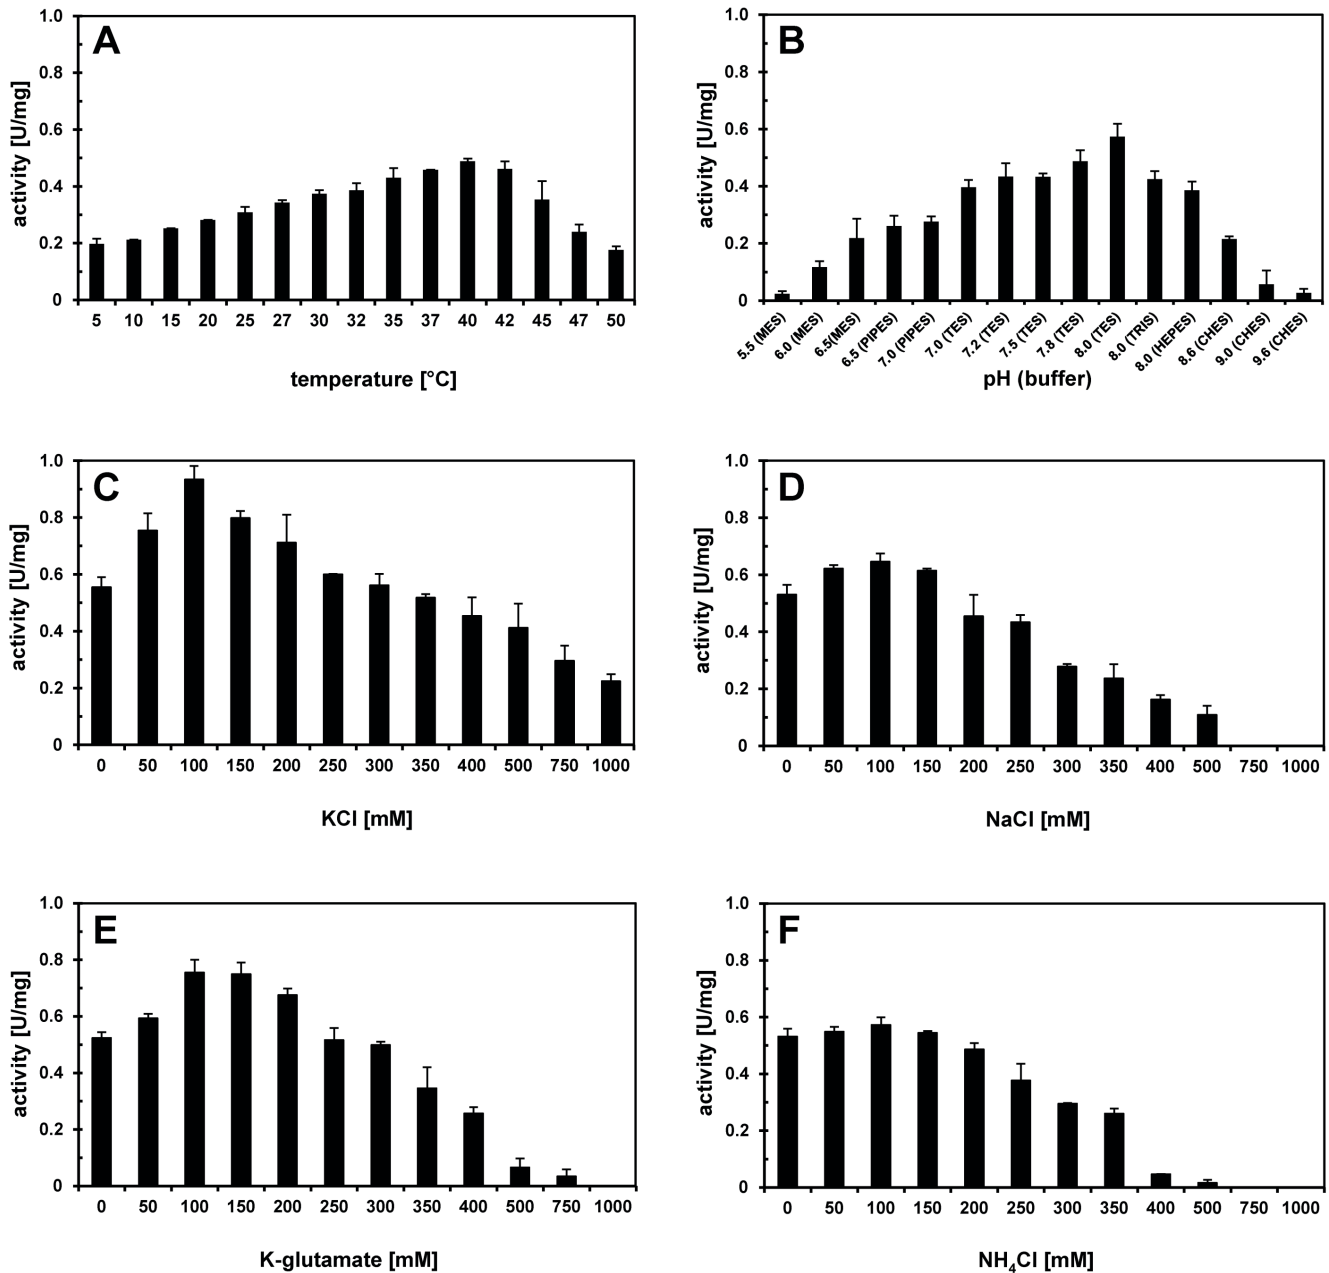 A
activity [U/mg]
1.0
0.8
0.6
0.4
0.2
0
5 10 15 20 25 27 30 32 35 37 40 42 45 47 50
temperature [°C]
B
activity [U/mg]
1.0
0.8
0.6
0.4
0.2
0
5.5 (MES)
6.0 (MES)
6.5(MES)
6.5 (PIPES)
7.0 (PIPES)
7.0 (TES)
7.2 (TES)
7.5 (TES)
7.8 (TES)
8.0 (TES)
8.0 (TRIS)
8.0 (HEPES)
8.6 (CHES)
9.0 (CHES)
9.6 (CHES)
pH (buffer)
C
activity [U/mg]
1.0
0.8
0.6
0.4
0.2
0
0 50 100 150 200 250 300 350 400 500 750 1000
KCl [mM]
D
activity [U/mg]
1.0
0.8
0.6
0.4
0.2
0
0 50 100 150 200 250 300 350 400 500 750 1000
NaCl [mM]
E
activity [U/mg]
1.0
0.8
0.6
0.4
0.2
0
0 50 100 150 200 250 300 350 400 500 750 1000
K-glutamate [mM]
F
activity [U/mg]
1.0
0.8
0.6
0.4
0.2
0
0 50 100 150 200 250 300 350 400 500 750 1000
NH₄Cl [mM]